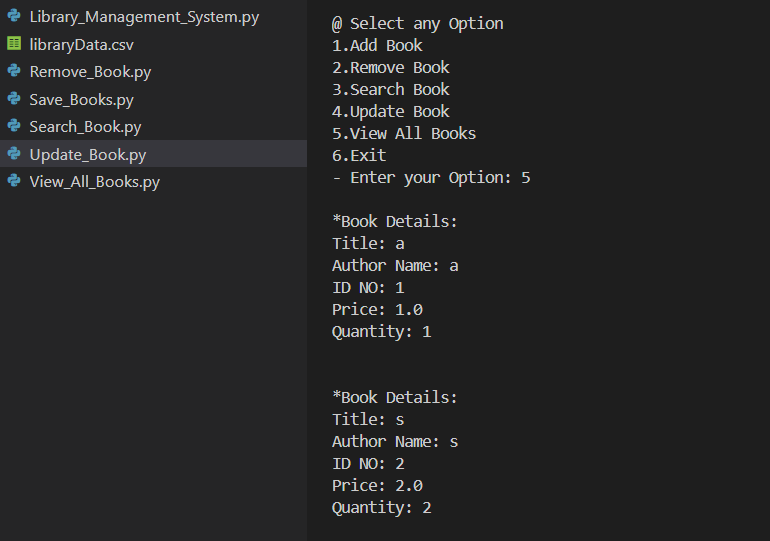 Library_Management_System.py
libraryData.csv
Remove_Book.py
Save_Books.py
Search_Book.py
Update_Book.py
View_All_Books.py
@ Select any Option
1.Add Book
2.Remove Book
3.Search Book
4.Update Book
5.View All Books
6.Exit
- Enter your Option: 5
*Book Details:
Title: a
Author Name: a
ID NO: 1
Price: 1.0
Quantity: 1
*Book Details:
Title: s
Author Name: s
ID NO: 2
Price: 2.0
Quantity: 2